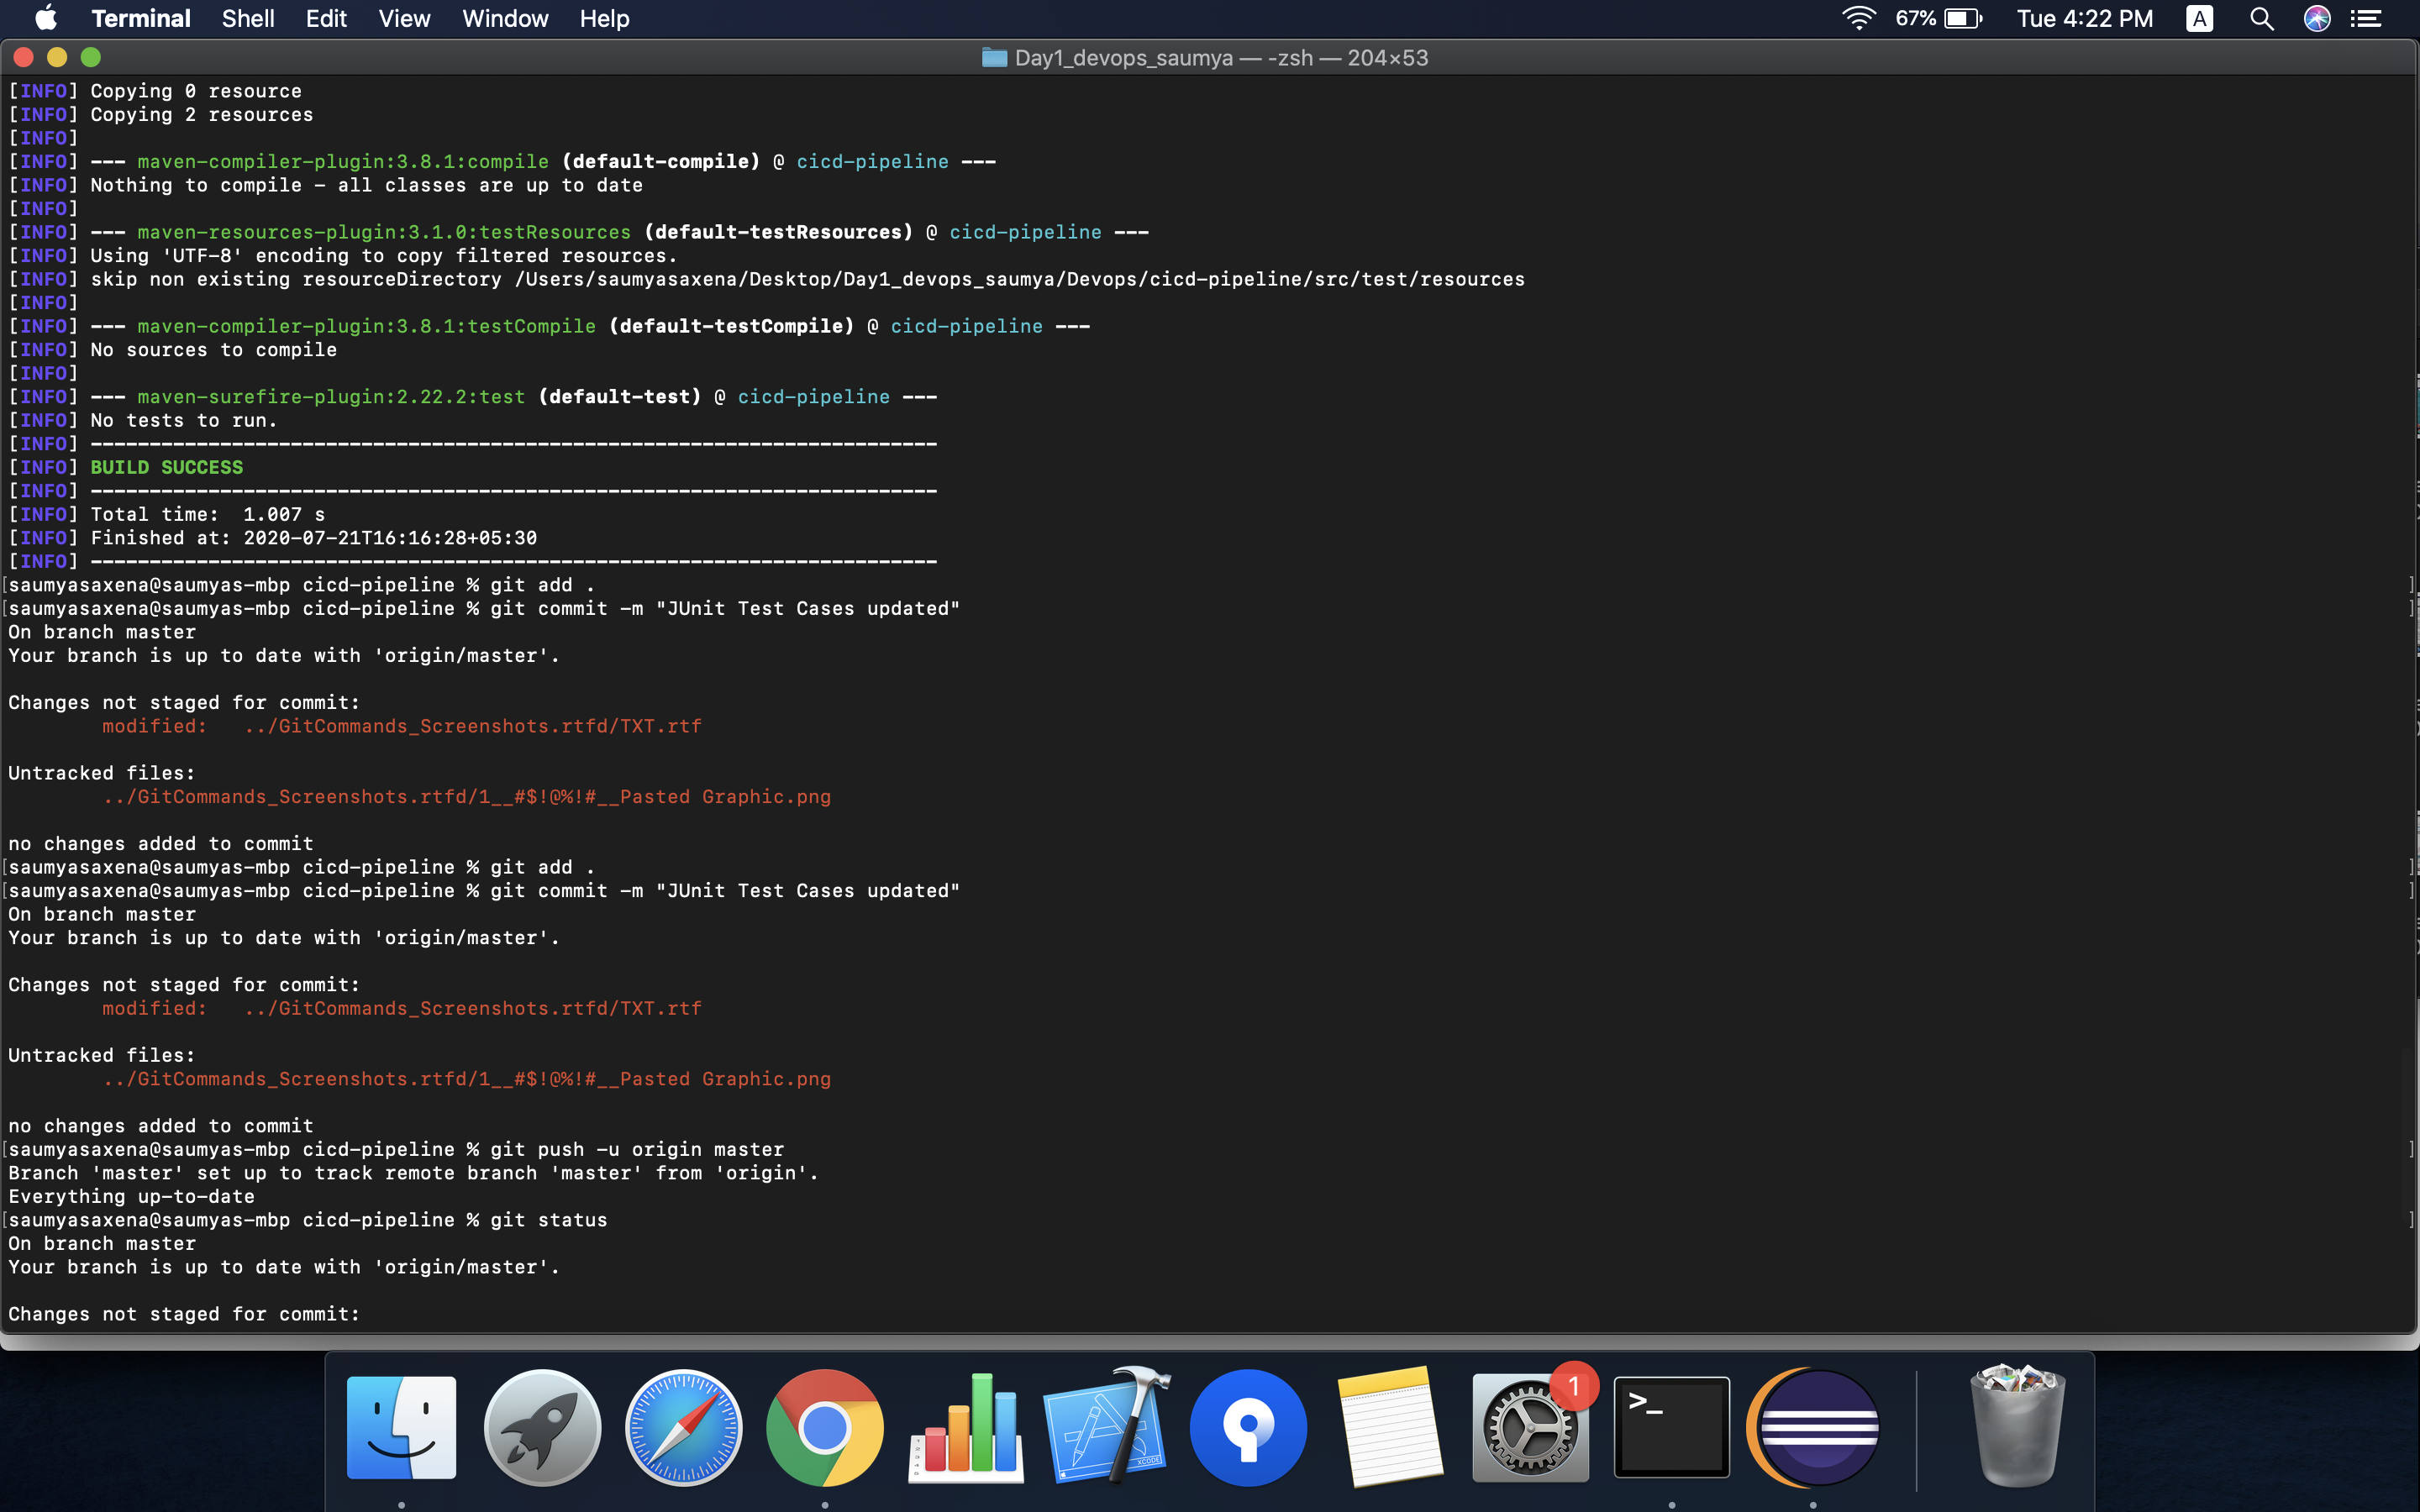 Terminal Shell Edit View Window Help 67% Tue 4:22 PM A
Day1_devops_saumya — -zsh — 204×53
[INFO] Copying 0 resource
[INFO] Copying 2 resources
[INFO]
[INFO] --- maven-compiler-plugin:3.8.1:compile (default-compile) @ cicd-pipeline ---
[INFO] Nothing to compile - all classes are up to date
[INFO]
[INFO] --- maven-resources-plugin:3.1.0:testResources (default-testResources) @ cicd-pipeline ---
[INFO] Using 'UTF-8' encoding to copy filtered resources.
[INFO] skip non existing resourceDirectory /Users/saumyasaxena/Desktop/Day1_devops_saumya/Devops/cicd-pipeline/src/test/resources
[INFO]
[INFO] --- maven-compiler-plugin:3.8.1:testCompile (default-testCompile) @ cicd-pipeline ---
[INFO] No sources to compile
[INFO]
[INFO] --- maven-surefire-plugin:2.22.2:test (default-test) @ cicd-pipeline ---
[INFO] No tests to run.
[INFO] ------------------------------------------------------------------------
[INFO] BUILD SUCCESS
[INFO] ------------------------------------------------------------------------
[INFO] Total time:  1.007 s
[INFO] Finished at: 2020-07-21T16:16:28+05:30
[INFO] ------------------------------------------------------------------------
[saumyasaxena@saumyas-mbp cicd-pipeline % git add . ]
[saumyasaxena@saumyas-mbp cicd-pipeline % git commit -m "JUnit Test Cases updated" ]
On branch master
Your branch is up to date with 'origin/master'.
Changes not staged for commit:
modified:   ../GitCommands_Screenshots.rtfd/TXT.rtf
Untracked files:
../GitCommands_Screenshots.rtfd/1__#$!@%!#__Pasted Graphic.png
no changes added to commit
[saumyasaxena@saumyas-mbp cicd-pipeline % git add . ]
[saumyasaxena@saumyas-mbp cicd-pipeline % git commit -m "JUnit Test Cases updated" ]
On branch master
Your branch is up to date with 'origin/master'.
Changes not staged for commit:
modified:   ../GitCommands_Screenshots.rtfd/TXT.rtf
Untracked files:
../GitCommands_Screenshots.rtfd/1__#$!@%!#__Pasted Graphic.png
no changes added to commit
[saumyasaxena@saumyas-mbp cicd-pipeline % git push -u origin master ]
Branch 'master' set up to track remote branch 'master' from 'origin'.
Everything up-to-date
[saumyasaxena@saumyas-mbp cicd-pipeline % git status ]
On branch master
Your branch is up to date with 'origin/master'.
Changes not staged for commit:
1
>_
XCODE